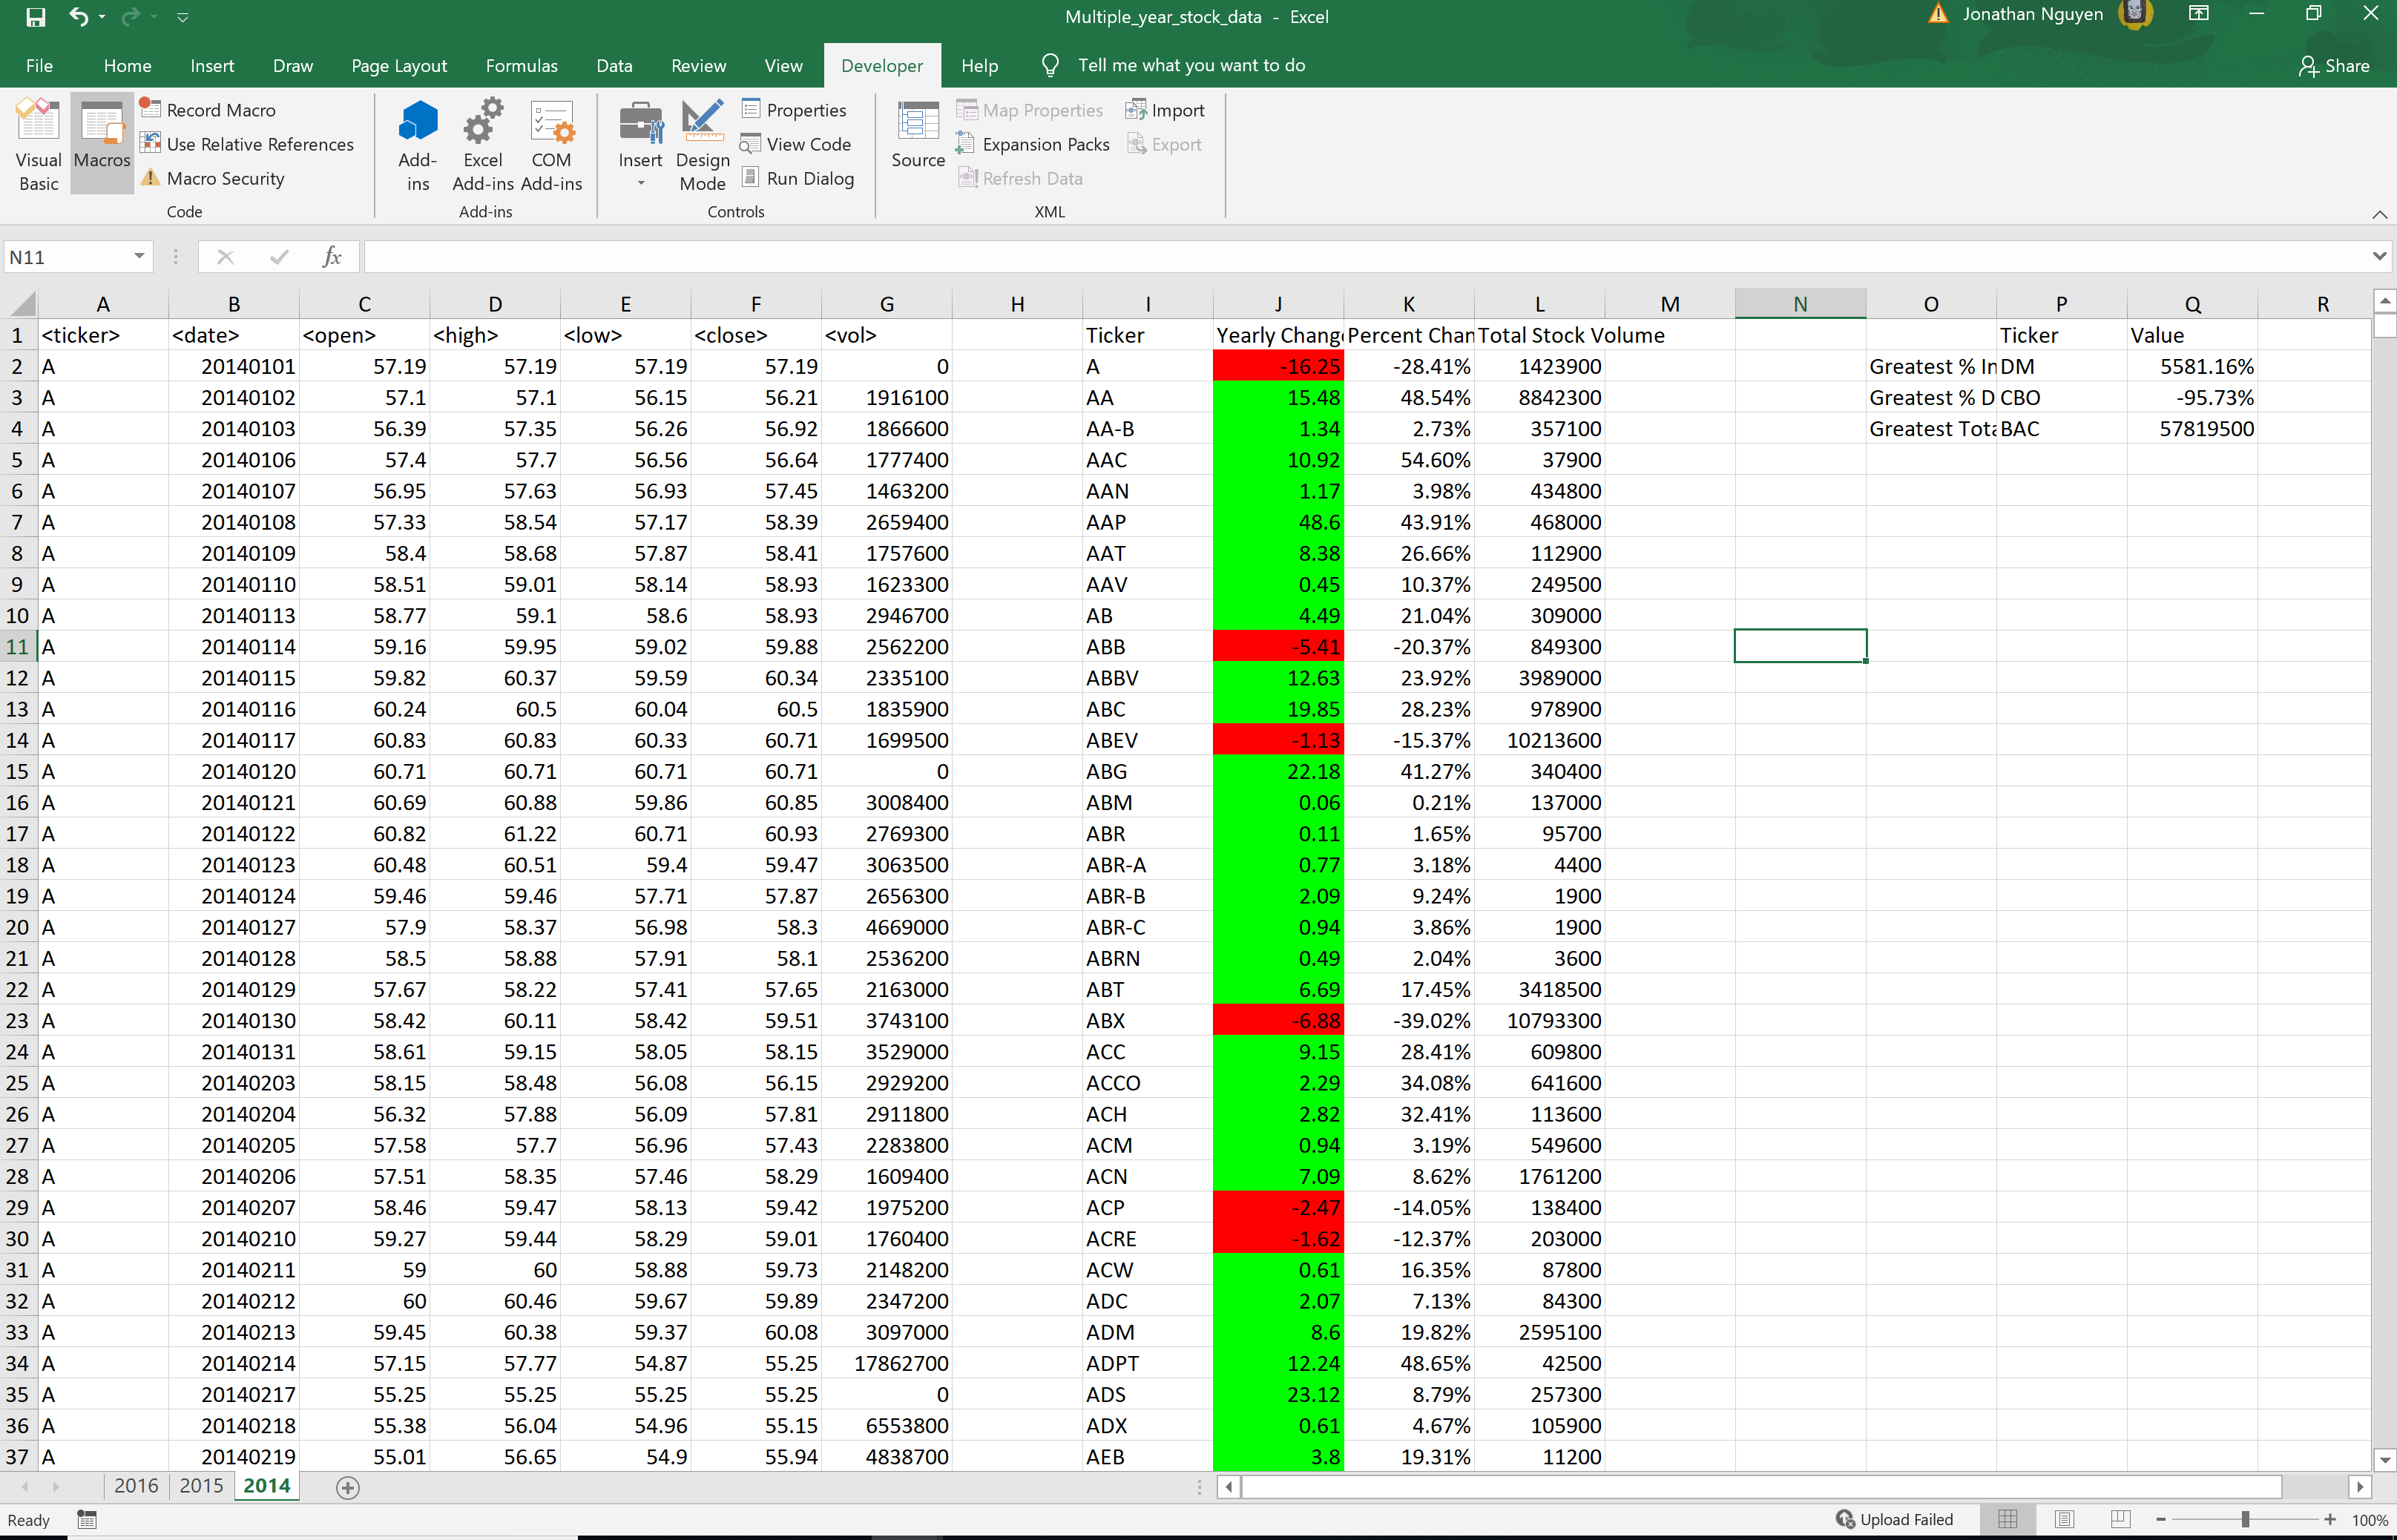 Multiple_year_stock_data - Excel
Jonathan Nguyen
File Home Insert Draw Page Layout Formulas Data Review View Developer Help Tell me what you want to do Share
Visual Basic
Macros
Record Macro
Use Relative References
Macro Security
Code
Add-ins
Excel Add-ins
COM Add-ins
Add-ins
Insert
Design Mode
Properties
View Code
Run Dialog
Controls
Source
Map Properties
Expansion Packs
Refresh Data
Import
Export
XML
N11 fx
A B C D E F G H I J K L M N O P Q R
1 <ticker> <date> <open> <high> <low> <close> <vol> Ticker Yearly Change Percent Chan Total Stock Volume Ticker Value
2 A 20140101 57.19 57.19 57.19 57.19 0 A -16.25 -28.41% 1423900 Greatest % In DM 5581.16%
3 A 20140102 57.1 57.1 56.15 56.21 1916100 AA 15.48 48.54% 8842300 Greatest % D CBO -95.73%
4 A 20140103 56.39 57.35 56.26 56.92 1866600 AA-B 1.34 2.73% 357100 Greatest Tota BAC 57819500
5 A 20140106 57.4 57.7 56.56 56.64 1777400 AAC 10.92 54.60% 37900
6 A 20140107 56.95 57.63 56.93 57.45 1463200 AAN 1.17 3.98% 434800
7 A 20140108 57.33 58.54 57.17 58.39 2659400 AAP 48.6 43.91% 468000
8 A 20140109 58.4 58.68 57.87 58.41 1757600 AAT 8.38 26.66% 112900
9 A 20140110 58.51 59.01 58.14 58.93 1623300 AAV 0.45 10.37% 249500
10 A 20140113 58.77 59.1 58.6 58.93 2946700 AB 4.49 21.04% 309000
11 A 20140114 59.16 59.95 59.02 59.88 2562200 ABB -5.41 -20.37% 849300
12 A 20140115 59.82 60.37 59.59 60.34 2335100 ABBV 12.63 23.92% 3989000
13 A 20140116 60.24 60.5 60.04 60.5 1835900 ABC 19.85 28.23% 978900
14 A 20140117 60.83 60.83 60.33 60.71 1699500 ABEV -1.13 -15.37% 10213600
15 A 20140120 60.71 60.71 60.71 60.71 0 ABG 22.18 41.27% 340400
16 A 20140121 60.69 60.88 59.86 60.85 3008400 ABM 0.06 0.21% 137000
17 A 20140122 60.82 61.22 60.71 60.93 2769300 ABR 0.11 1.65% 95700
18 A 20140123 60.48 60.51 59.4 59.47 3063500 ABR-A 0.77 3.18% 4400
19 A 20140124 59.46 59.46 57.71 57.87 2656300 ABR-B 2.09 9.24% 1900
20 A 20140127 57.9 58.37 56.98 58.3 4669000 ABR-C 0.94 3.86% 1900
21 A 20140128 58.5 58.88 57.91 58.1 2536200 ABRN 0.49 2.04% 3600
22 A 20140129 57.67 58.22 57.41 57.65 2163000 ABT 6.69 17.45% 3418500
23 A 20140130 58.42 60.11 58.42 59.51 3743100 ABX -6.88 -39.02% 10793300
24 A 20140131 58.61 59.15 58.05 58.15 3529000 ACC 9.15 28.41% 609800
25 A 20140203 58.15 58.48 56.08 56.15 2929200 ACCO 2.29 34.08% 641600
26 A 20140204 56.32 57.88 56.09 57.81 2911800 ACH 2.82 32.41% 113600
27 A 20140205 57.58 57.7 56.96 57.43 2283800 ACM 0.94 3.19% 549600
28 A 20140206 57.51 58.35 57.46 58.29 1609400 ACN 7.09 8.62% 1761200
29 A 20140207 58.46 59.47 58.13 59.42 1975200 ACP -2.47 -14.05% 138400
30 A 20140210 59.27 59.44 58.29 59.01 1760400 ACRE -1.62 -12.37% 203000
31 A 20140211 59 60 58.88 59.73 2148200 ACW 0.61 16.35% 87800
32 A 20140212 60 60.46 59.67 59.89 2347200 ADC 2.07 7.13% 84300
33 A 20140213 59.45 60.38 59.37 60.08 3097000 ADM 8.6 19.82% 2595100
34 A 20140214 57.15 57.77 54.87 55.25 17862700 ADPT 12.24 48.65% 42500
35 A 20140217 55.25 55.25 55.25 55.25 0 ADS 23.12 8.79% 257300
36 A 20140218 55.38 56.04 54.96 55.15 6553800 ADX 0.61 4.67% 105900
37 A 20140219 55.01 56.65 54.9 55.94 4838700 AEB 3.8 19.31% 11200
2016 2015 2014
Ready Upload Failed 100%